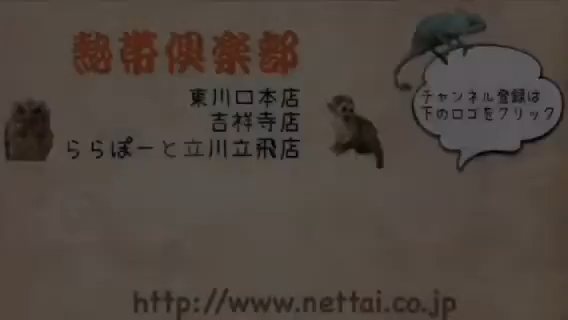 熱帯倶楽部
東川口本店
吉祥寺店
ららぽーと立川立飛店
チャンネル登録は
下のロゴをクリック
http://www.nettai.co.jp